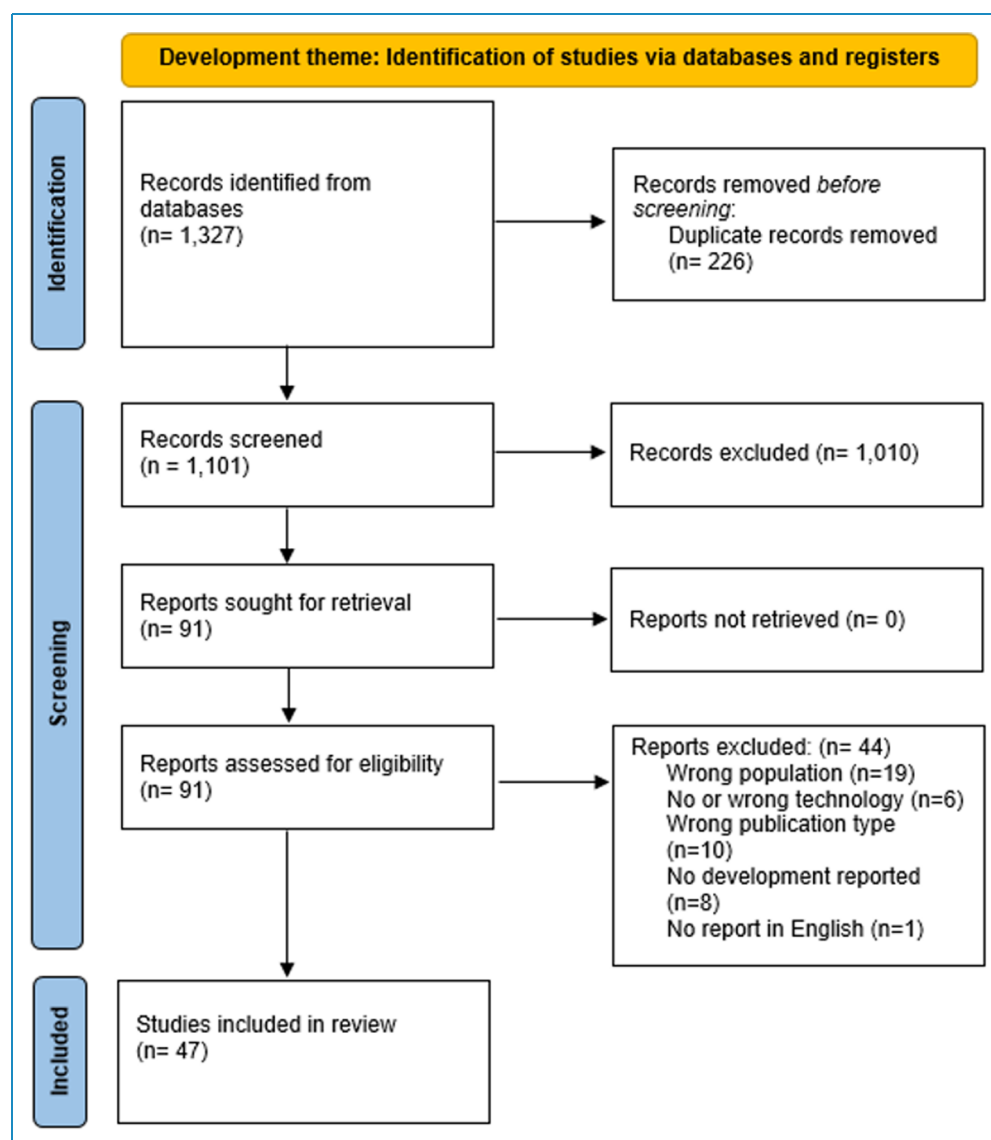 Development theme: Identification of studies via databases and registers
Identification
Records identified from
databases
(n= 1,327)
Records removed before
screening:
Duplicate records removed
(n= 226)
Screening
Records screened
(n = 1,101)
Records excluded (n= 1,010)
Reports sought for retrieval
(n= 91)
Reports not retrieved (n= 0)
Reports assessed for eligibility
(n= 91)
Reports excluded: (n= 44)
Wrong population (n=19)
No or wrong technology (n=6)
Wrong publication type
(n=10)
No development reported
(n=8)
No report in English (n=1)
Included
Studies included in review
(n= 47)